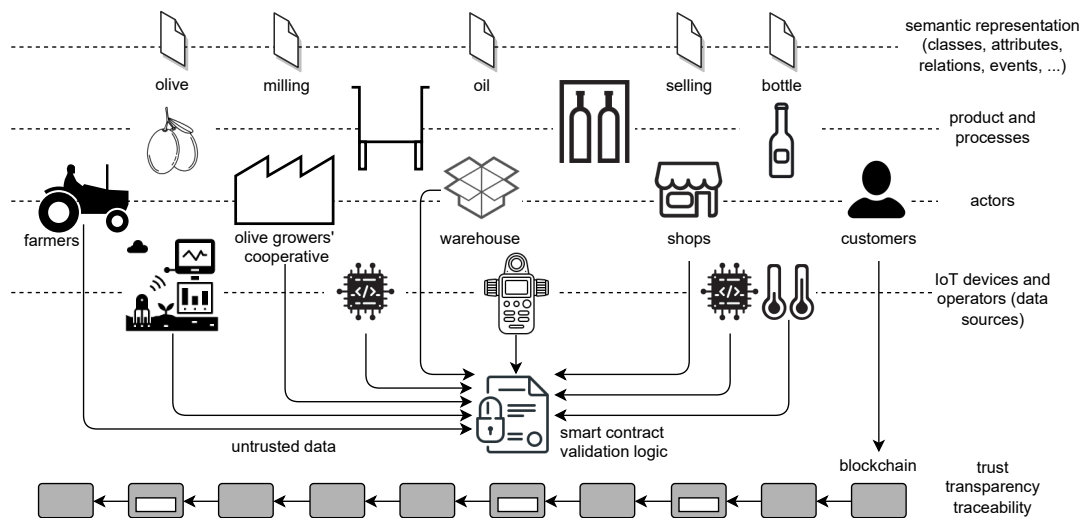 semantic representation
(classes, attributes,
relations, events, ...)
olive
milling
oil
selling
bottle
product and
processes
actors
farmers
olive growers'
cooperative
warehouse
shops
customers
IoT devices and
operators (data
sources)
</>
</>
untrusted data
smart contract
validation logic
blockchain
trust
transparency
traceability